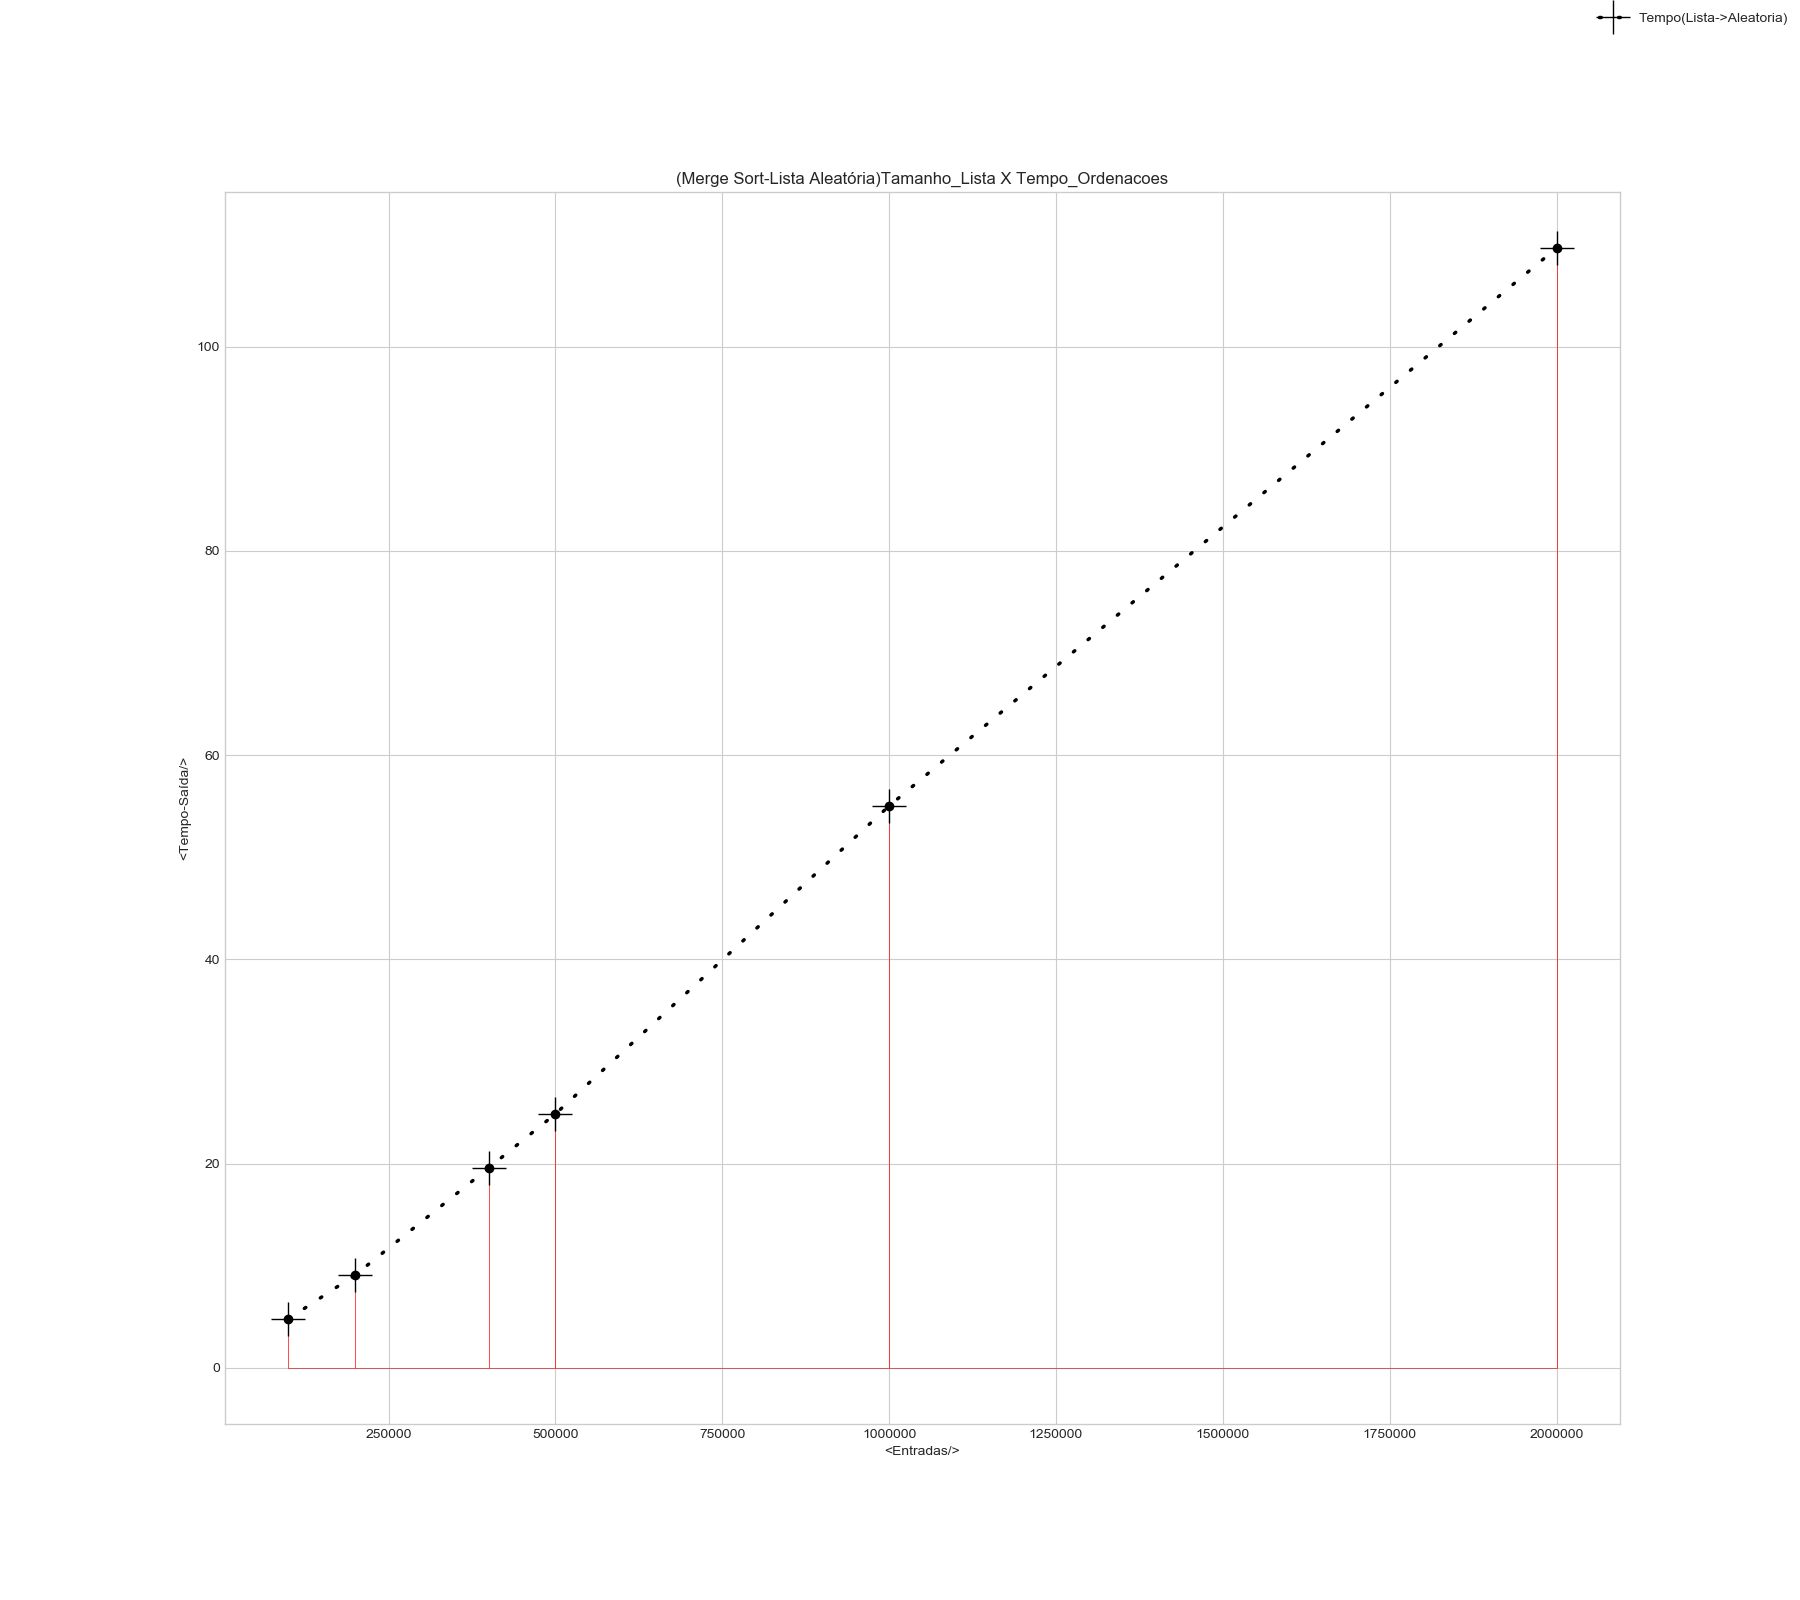 Tempo(Lista->Aleatoria)
(Merge Sort-Lista Aleatória)Tamanho_Lista X Tempo_Ordenacoes
100
80
60
<Tempo-Saída/>
40
20
0
250000 500000 750000 1000000 1250000 1500000 1750000 2000000
<Entradas/>